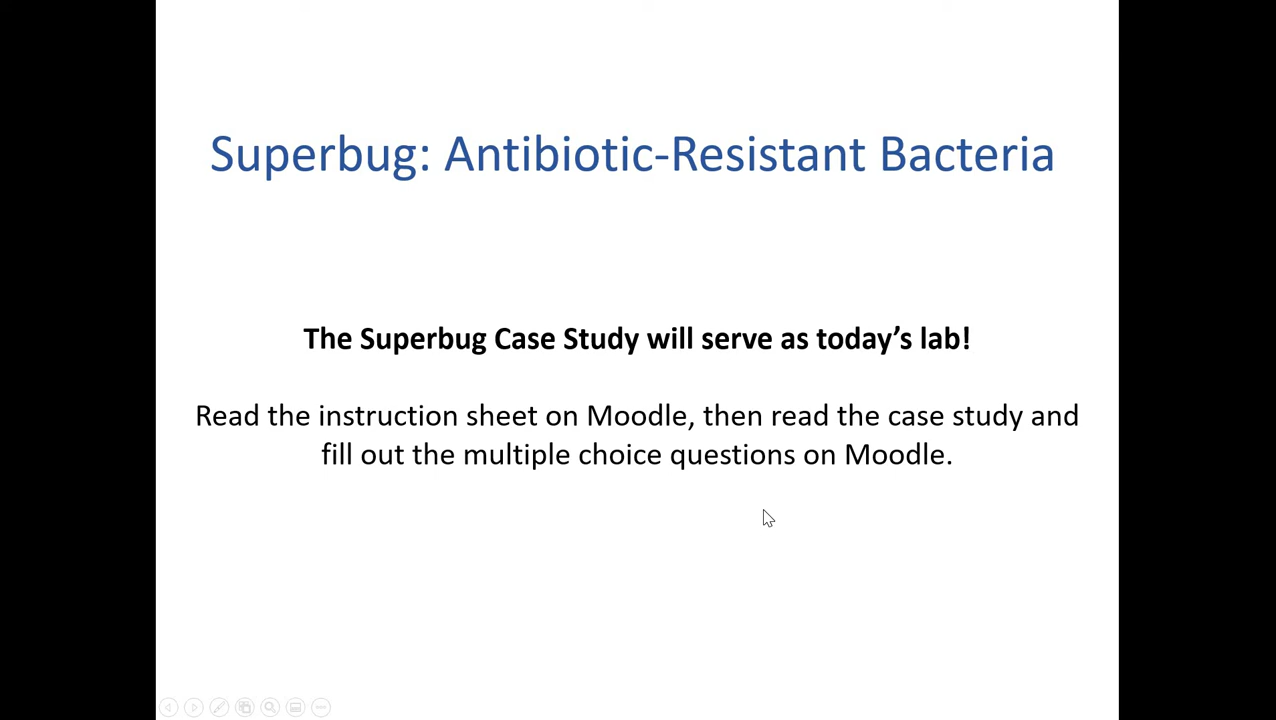 Superbug: Antibiotic-Resistant Bacteria
The Superbug Case Study will serve as today’s lab!
Read the instruction sheet on Moodle, then read the case study and
fill out the multiple choice questions on Moodle.